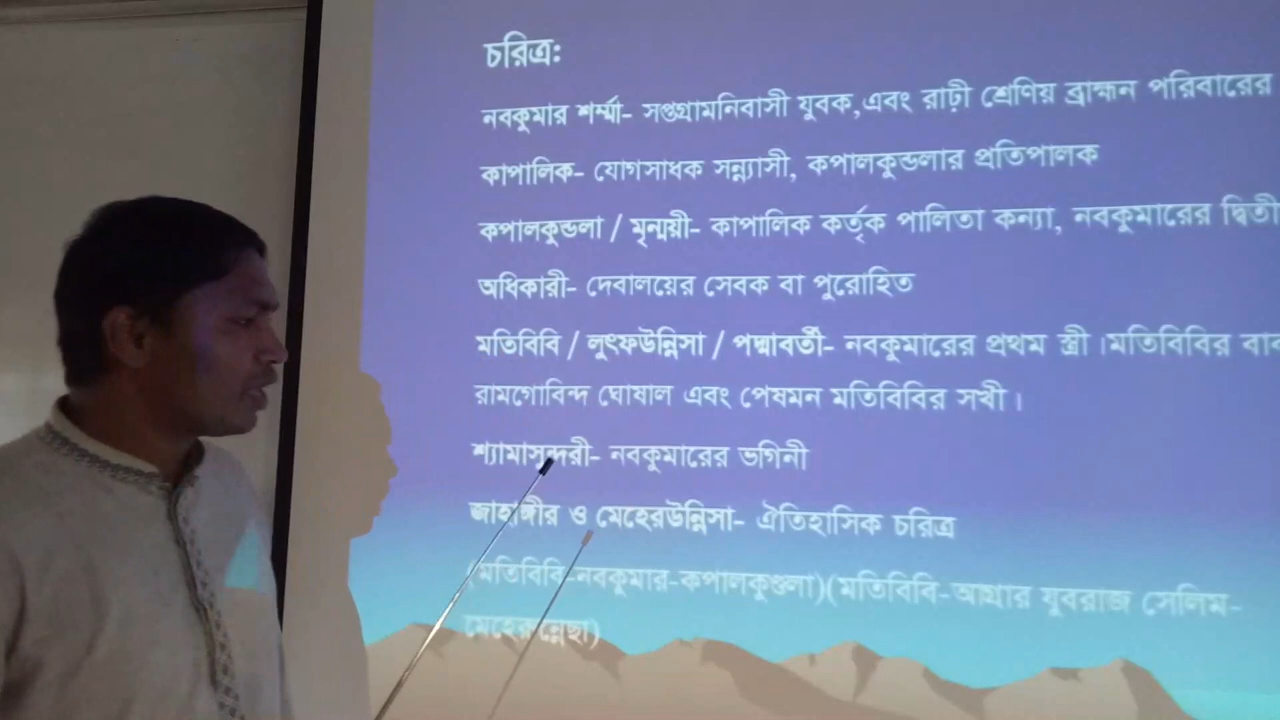 চরিত্র:
নবকুমার শর্ম্মা- সপ্তগ্রামনিবাসী যুবক,এবং রাঢ়ী শ্রেণিয় ব্রাহ্মন পরিবারের
কাপালিক- যোগসাধক সন্ন্যাসী, কপালকুন্ডলার প্রতিপালক
কপালকুন্ডলা / মৃন্ময়ী- কাপালিক কর্তৃক পালিতা কন্যা, নবকুমারের
অধিকারী- দেবালয়ের সেবক বা পুরোহিত
মতিবিবি / লুৎফউন্নিসা / পদ্মাবর্তী- নবকুমারের প্রথম স্ত্রী।মতিবিবির
রামগোবিন্দ ঘোষাল এবং পেষমন মতিবিবির সখী।
শ্যামাসুন্দরী- নবকুমারের ভগিনী
জাহাঙ্গীর ও মেহেরউন্নিসা- ঐতিহাসিক চরিত্র
(মতিবিবি-নবকুমার-কপালকুণ্ডলা)(মতিবিবি-আগ্রার যুবরাজ সেলিম-
মেহেরুন্নেছা)